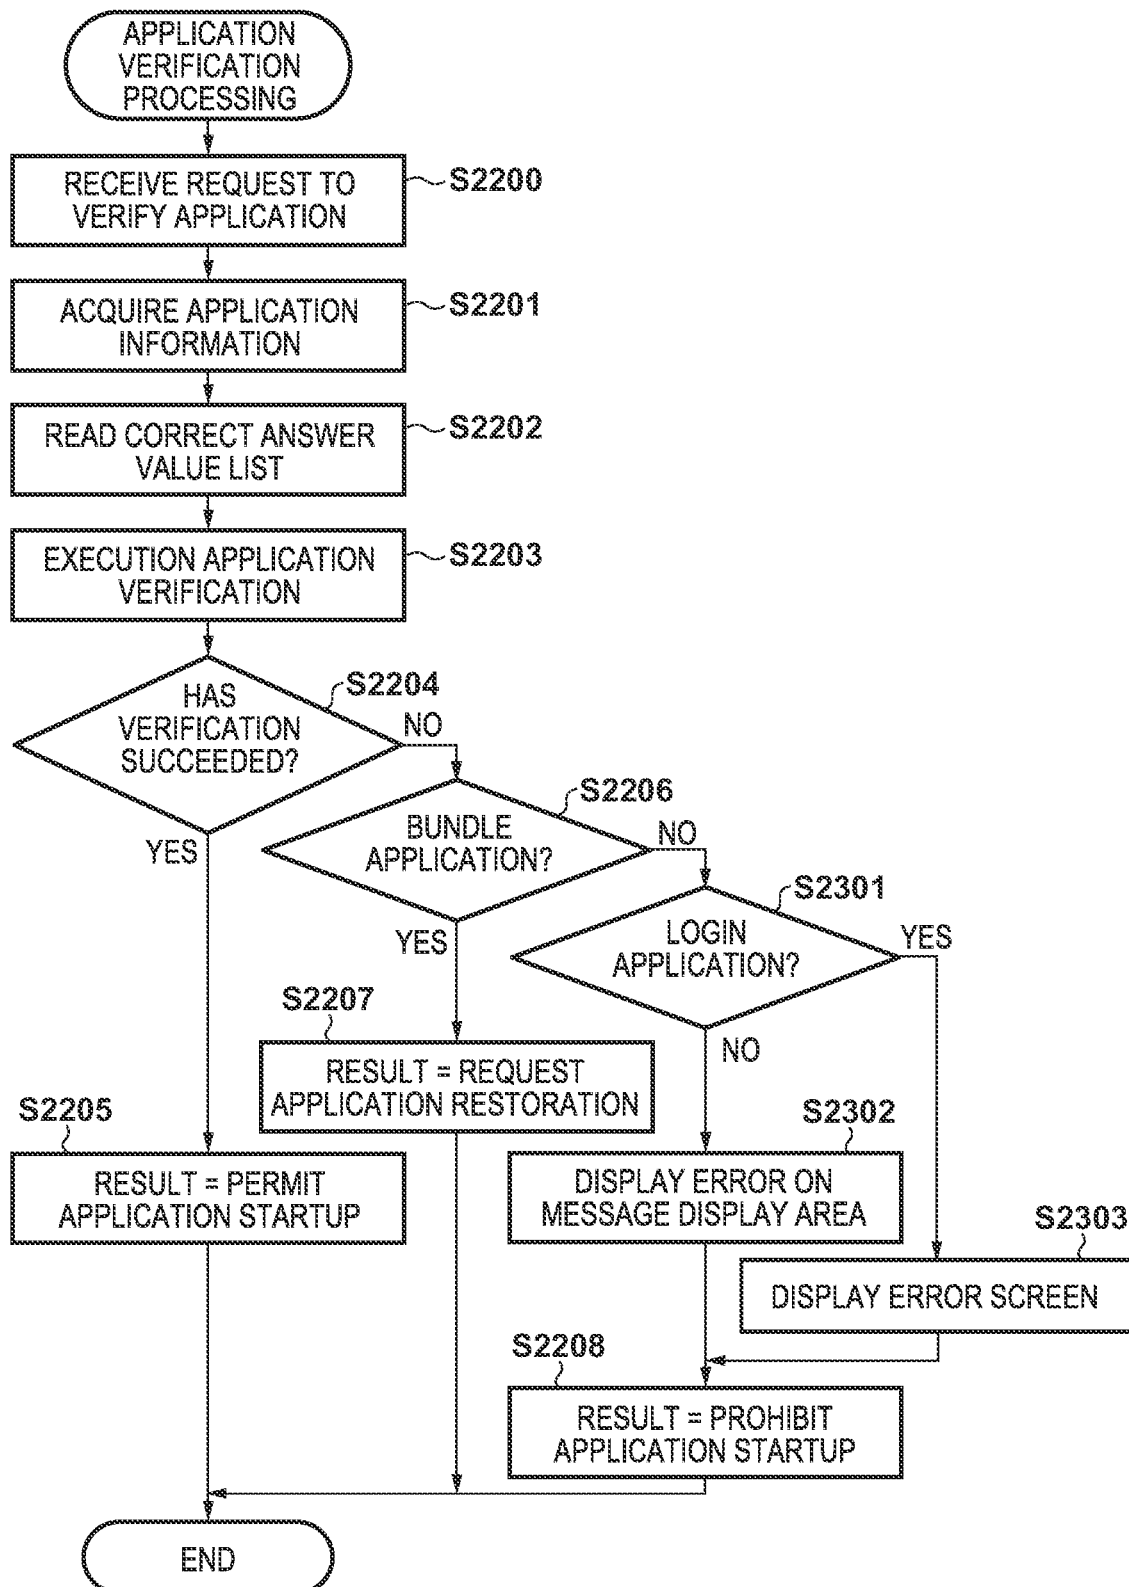 APPLICATION
VERIFICATION
PROCESSING
RECEIVE REQUEST TO
VERIFY APPLICATION
S2200
ACQUIRE APPLICATION
INFORMATION
S2201
READ CORRECT ANSWER
VALUE LIST
S2202
EXECUTION APPLICATION
VERIFICATION
S2203
HAS
VERIFICATION
SUCCEEDED?
S2204
NO
YES
BUNDLE
APPLICATION?
S2206
NO
YES
LOGIN
APPLICATION?
S2301
YES
NO
S2207
RESULT = REQUEST
APPLICATION RESTORATION
S2205
RESULT = PERMIT
APPLICATION STARTUP
S2302
DISPLAY ERROR ON
MESSAGE DISPLAY AREA
S2303
DISPLAY ERROR SCREEN
S2208
RESULT = PROHIBIT
APPLICATION STARTUP
END